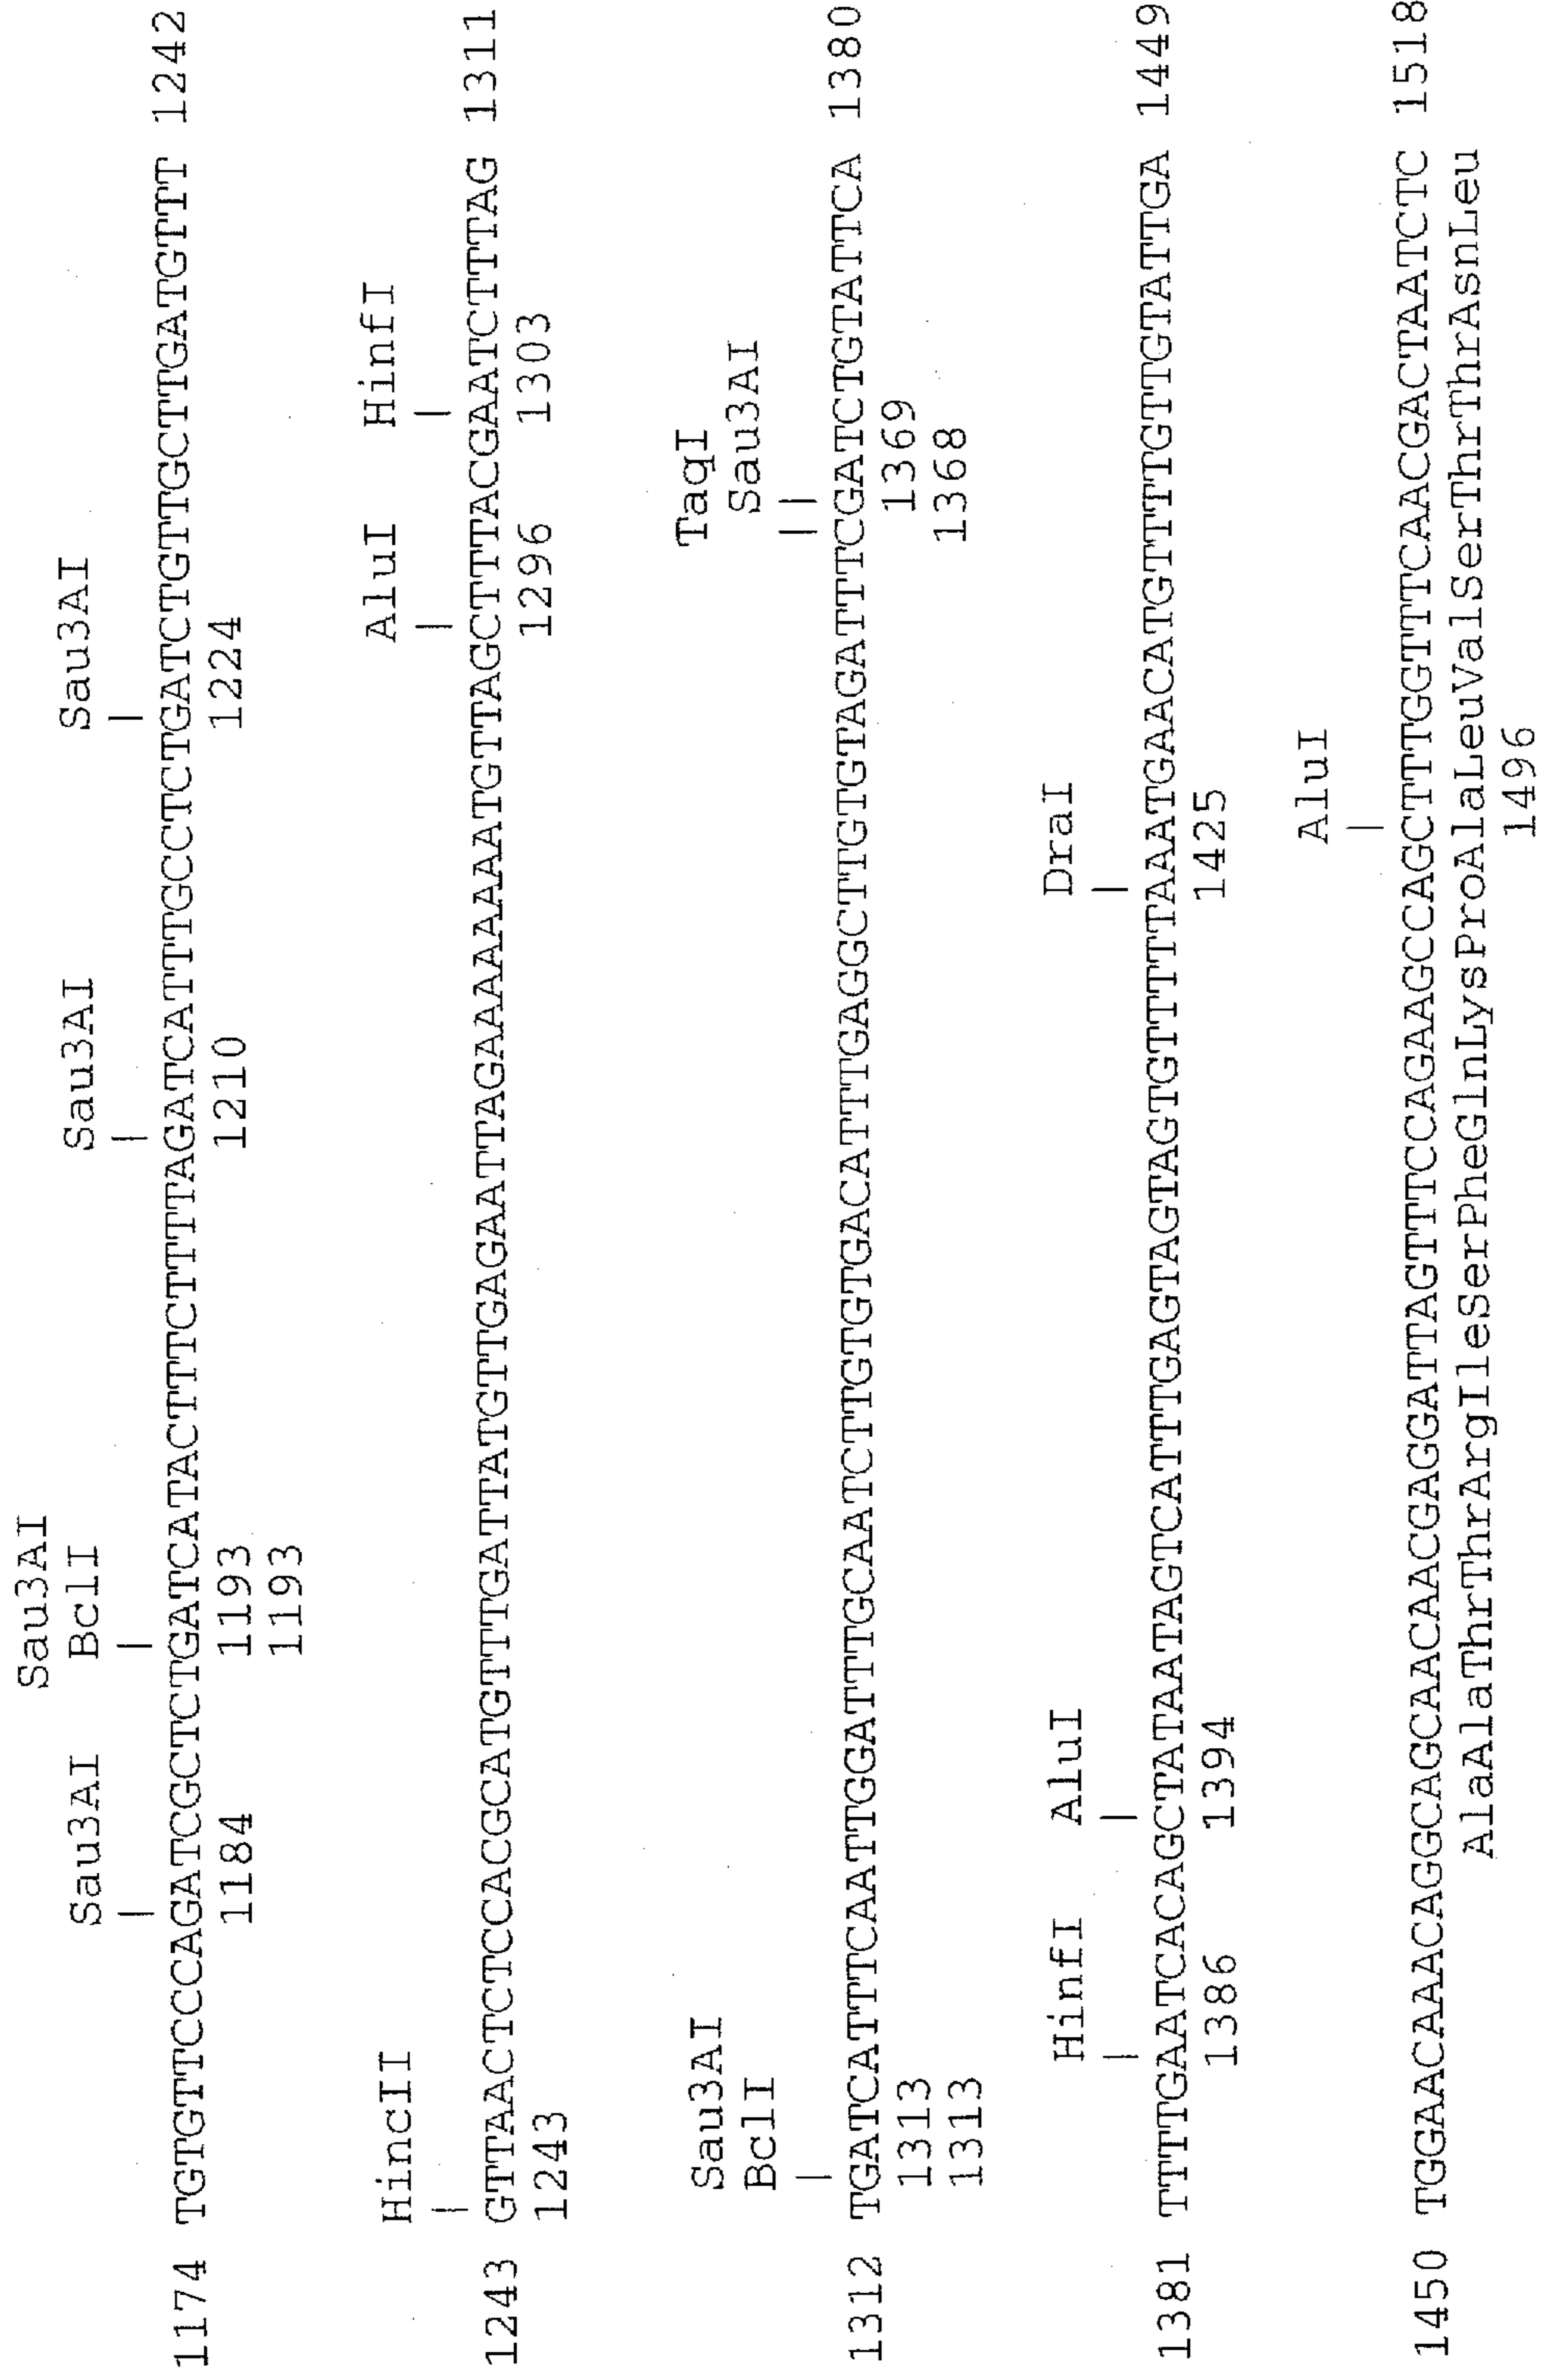 Sau3AI
Sau3AI BclI Sau3AI Sau3AI
1174 TGTGTTCCCAGATCGCTCTGATCATACTTTCTTTTAGATCATTTGCCTCTGATCTGTTGCTTGATGTTT 1242
1184 1193 1210 1224
1193
HincII AluI HinfI
1243 GTTAACTCTCCACGCATGTTTGATTATGTTGAGAATTAGAAAAAAAATGTTAGCTTTACGAATCTTTAG 1311
1243 1296 1303
Sau3AI TaqI
BclI Sau3AI
1312 TGATCATTTCAATTGGATTTGCAATCTTGTGTGACATTTGAGGCTTGTGTAGATTTCGATCTGTATTCA 1380
1313 1369
1313 1368
HinfI AluI DraI
1381 TTTTGAATCACAGCTATAATAGTCATTTGAGTAGTAGTGTTTTTAAATGAACATGTTTTGTTGTATTGA 1449
1386 1394 1425
AluI
1450 TGGAACAAACAGGCAGCAACAACGAGGATTAGTTTCCAGAAGCCAGCTTTGGTTTCAACGACTAATCTC 1518
AlaAlaThrThrArgIleSerPheGlnLysProAlaLeuValSerThrThrAsnLeu
1496